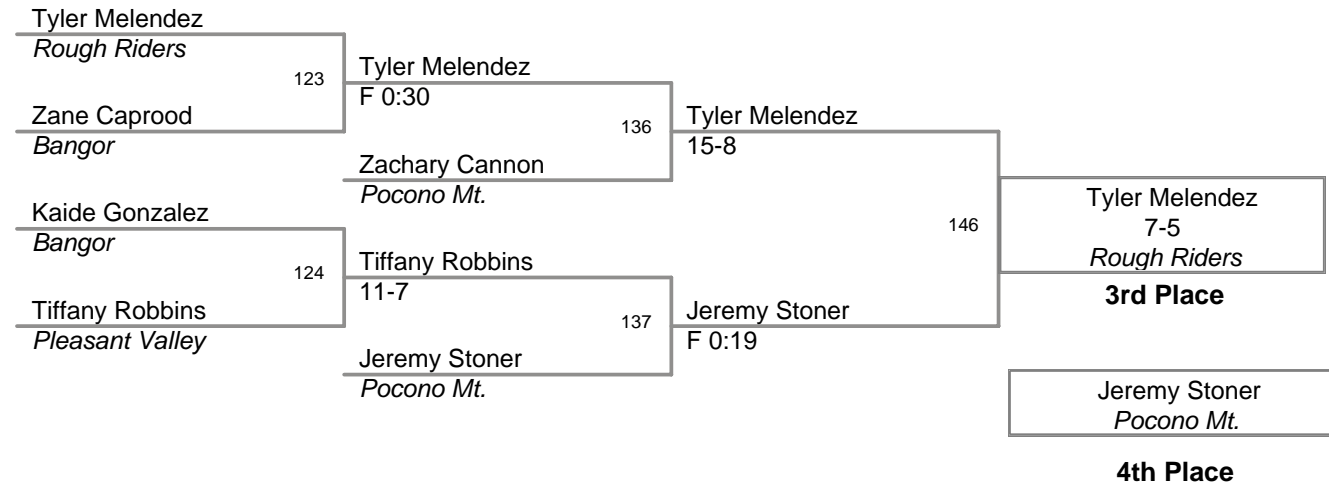 Tyler Melendez
Rough Riders
123
Zane Caprood
Bangor
Kaide Gonzalez
Bangor
124
Tiffany Robbins
Pleasant Valley
Tyler Melendez
F 0:30
136
Zachary Cannon
Pocono Mt.
Tiffany Robbins
11-7
137
Jeremy Stoner
Pocono Mt.
Tyler Melendez
15-8
146
Jeremy Stoner
F 0:19
Tyler Melendez
7-5
Rough Riders
3rd Place
Jeremy Stoner
Pocono Mt.
4th Place